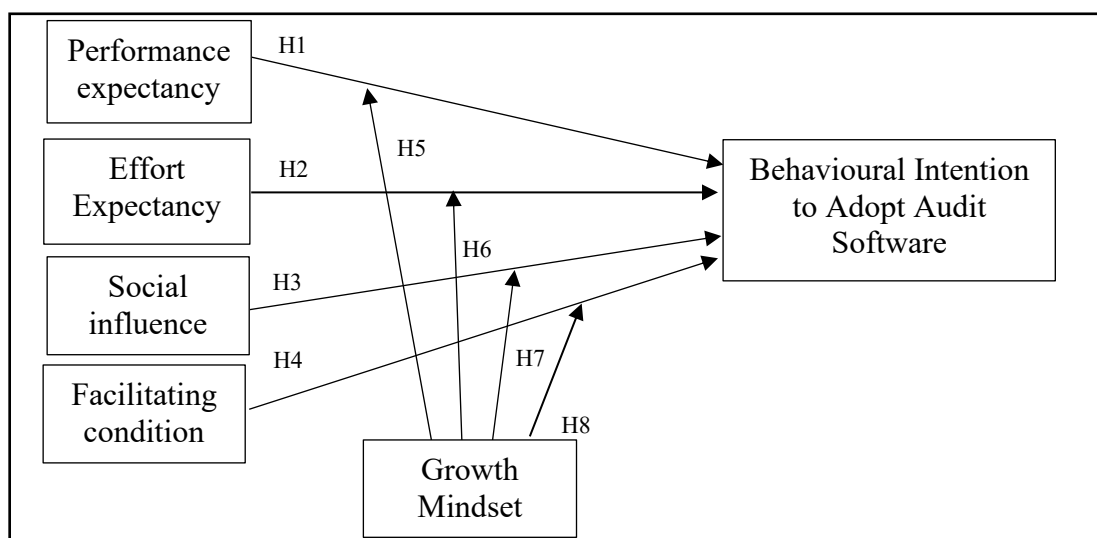 Performance
expectancy
H1
H5
Effort
Expectancy
H2
Behavioural Intention
to Adopt Audit
Software
H6
Social
influence
H3
H7
Facilitating
condition
H4
H8
Growth
Mindset